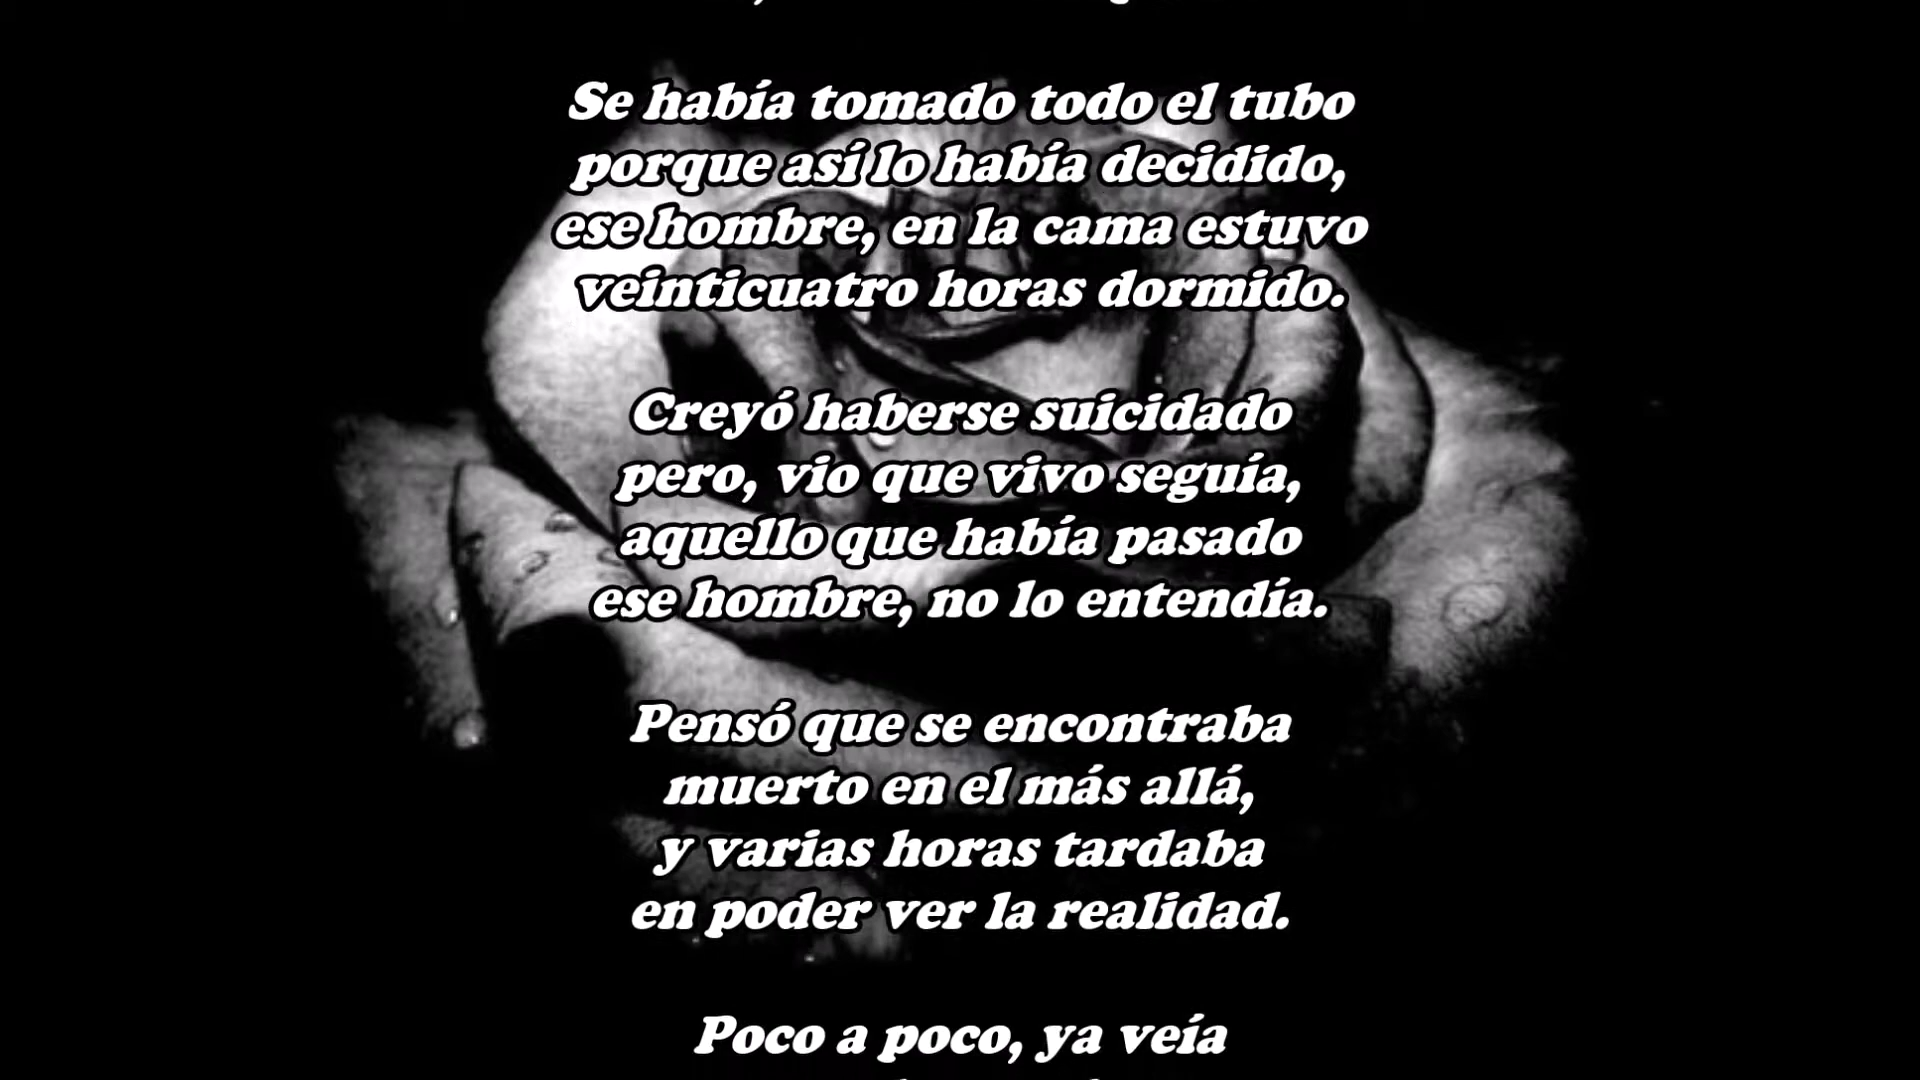 Se había tomado todo el tubo
porque así lo había decidido,
ese hombre, en la cama estuvo
veinticuatro horas dormido.
Creyó haberse suicidado
pero, vio que vivo seguía,
aquello que había pasado
ese hombre, no lo entendía.
Pensó que se encontraba
muerto en el más allá,
y varias horas tardaba
en poder ver la realidad.
Poco a poco, ya veía